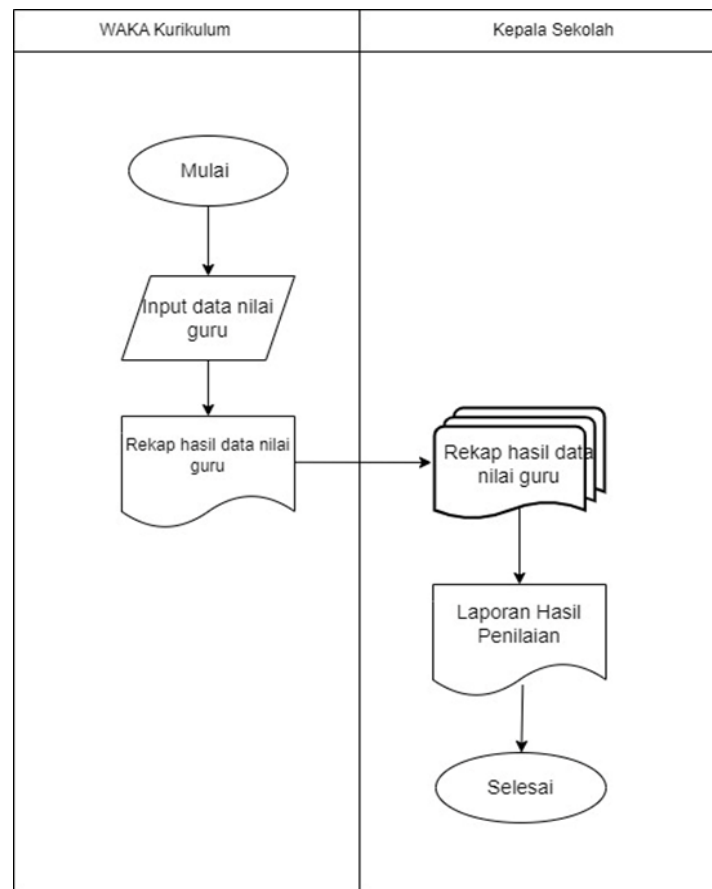 WAKA Kurikulum
Kepala Sekolah
Mulai
Input data nilai
guru
Rekap hasil data nilai
guru
Rekap hasil data
nilai guru
Laporan Hasil
Penilaian
Selesai